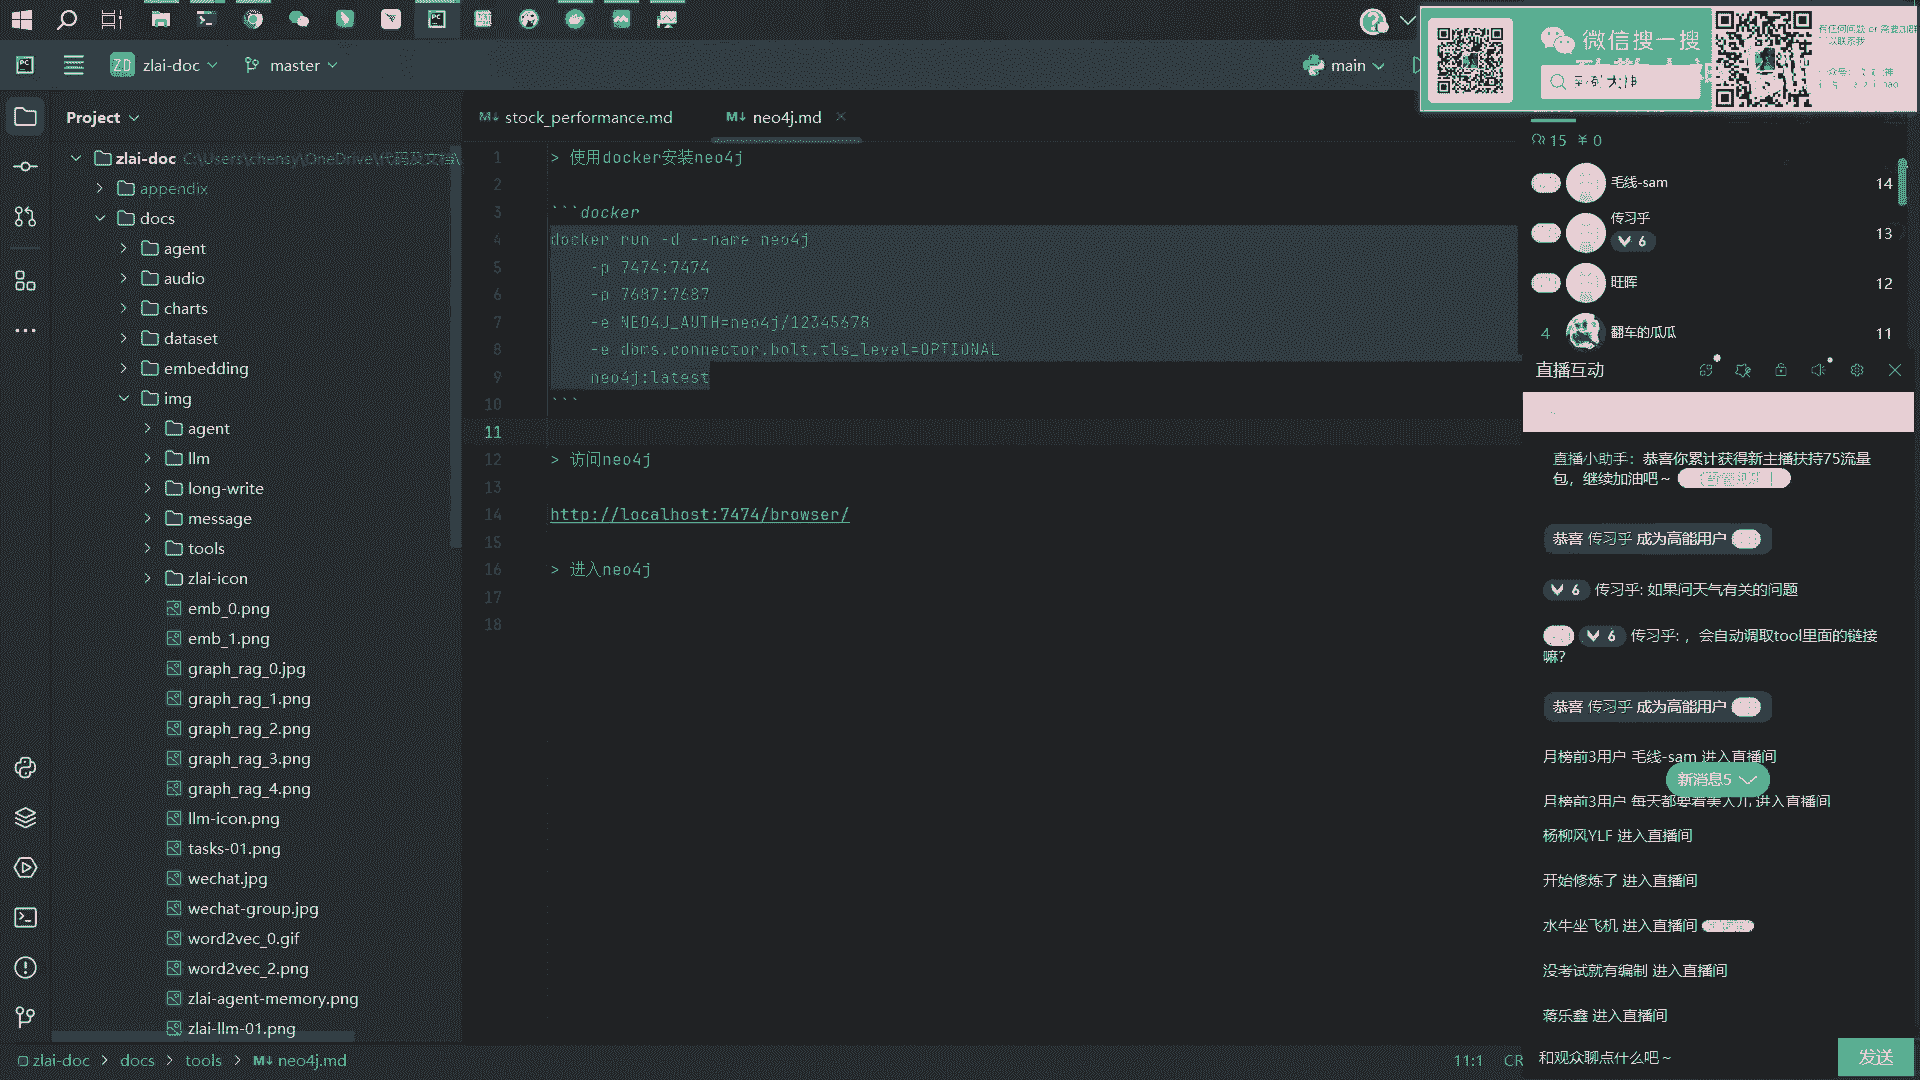 微信搜一搜
zlai-doc
master
main
Project
zlai-doc C:\Users\chensy\OneDrive\代码及文档\
appendix
docs
agent
audio
charts
dataset
embedding
img
agent
llm
long-write
message
tools
zlai-icon
emb_0.png
emb_1.png
graph_rag_0.jpg
graph_rag_1.png
graph_rag_2.png
graph_rag_3.png
graph_rag_4.png
llm-icon.png
tasks-01.png
wechat.jpg
wechat-group.jpg
word2vec_0.gif
word2vec_2.png
zlai-agent-memory.png
zlai-llm-01.png
stock_performance.md
neo4j.md
1 > 使用docker安装neo4j
2
3 ```docker
4 docker run -d --name neo4j
5 -p 7474:7474
6 -p 7687:7687
7 -e NEO4J_AUTH=neo4j/12345678
8 -e dbms.connector.bolt.tls_level=OPTIONAL
9 neo4j:latest
10 ```
11
12 > 访问neo4j
13
14 http://localhost:7474/browser/
15
16 > 进入neo4j
17
18
15 ¥ 0
毛线-sam 14
传习乎 13
6
旺晖 12
4 翻车的瓜瓜 11
直播互动
直播小助手：恭喜你累计获得新主播扶持75流量
包，继续加油吧～
恭喜 传习乎 成为高能用户
6 传习乎: 如果问天气有关的问题
6 传习乎: ，会自动调取tool里面的链接
嘛？
恭喜 传习乎 成为高能用户
月榜前3用户 毛线-sam 进入直播间
新消息5
月榜前3用户 每天都要看美人儿 进入直播间
杨柳风YLF 进入直播间
开始修炼了 进入直播间
水牛坐飞机 进入直播间
没考试就有编制 进入直播间
蒋乐鑫 进入直播间
和观众聊点什么吧～
发送
zlai-doc > docs > tools > neo4j.md
11:1 CR